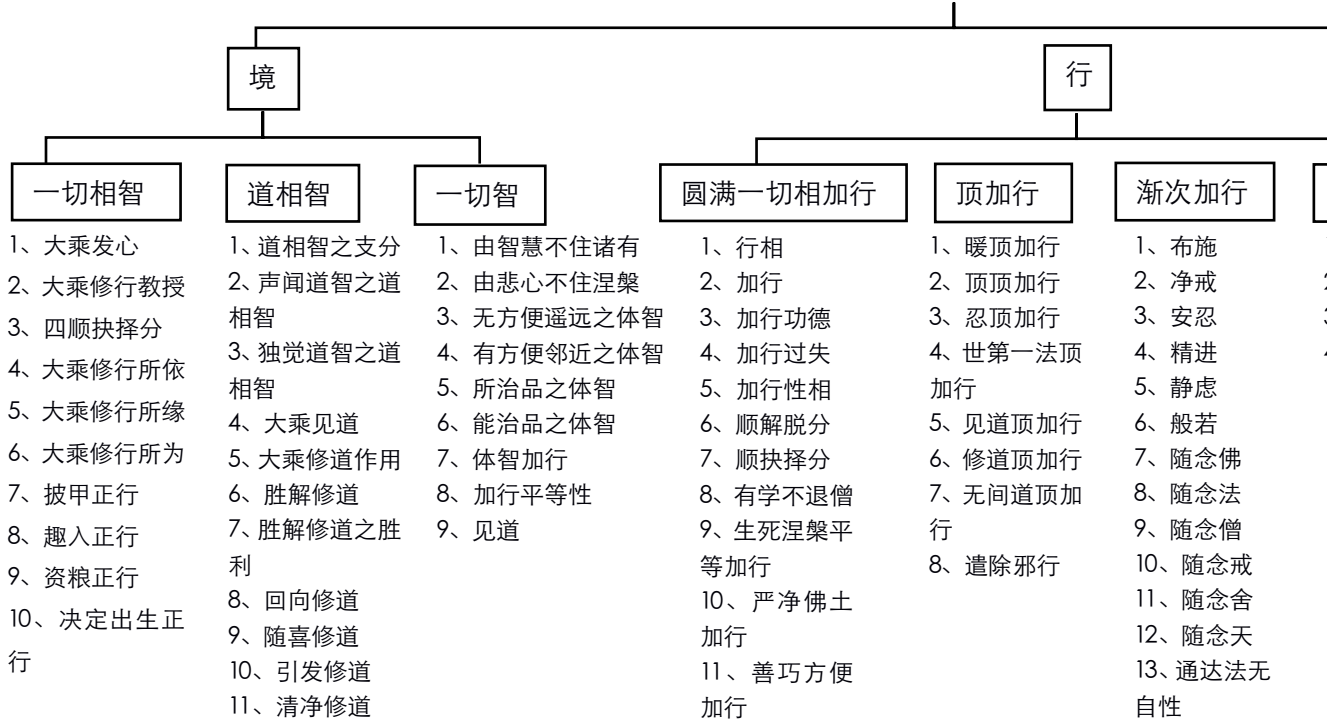 境
行
一切相智
1、大乘发心
2、大乘修行教授
3、四顺抉择分
4、大乘修行所依
5、大乘修行所缘
6、大乘修行所为
7、披甲正行
8、趣入正行
9、资粮正行
10、决定出生正
行
道相智
1、道相智之支分
2、声闻道智之道
相智
3、独觉道智之道
相智
4、大乘见道
5、大乘修道作用
6、胜解修道
7、胜解修道之胜
利
8、回向修道
9、随喜修道
10、引发修道
11、清净修道
一切智
1、由智慧不住诸有
2、由悲心不住涅槃
3、无方便遥远之体智
4、有方便邻近之体智
5、所治品之体智
6、能治品之体智
7、体智加行
8、加行平等性
9、见道
圆满一切相加行
1、行相
2、加行
3、加行功德
4、加行过失
5、加行性相
6、顺解脱分
7、顺抉择分
8、有学不退僧
9、生死涅槃平
等加行
10、严净佛土
加行
11、善巧方便
加行
顶加行
1、暖顶加行
2、顶顶加行
3、忍顶加行
4、世第一法顶
加行
5、见道顶加行
6、修道顶加行
7、无间道顶加
行
8、遣除邪行
渐次加行
1、布施
2、净戒
3、安忍
4、精进
5、静虑
6、般若
7、随念佛
8、随念法
9、随念僧
10、随念戒
11、随念舍
12、随念天
13、通达法无
自性